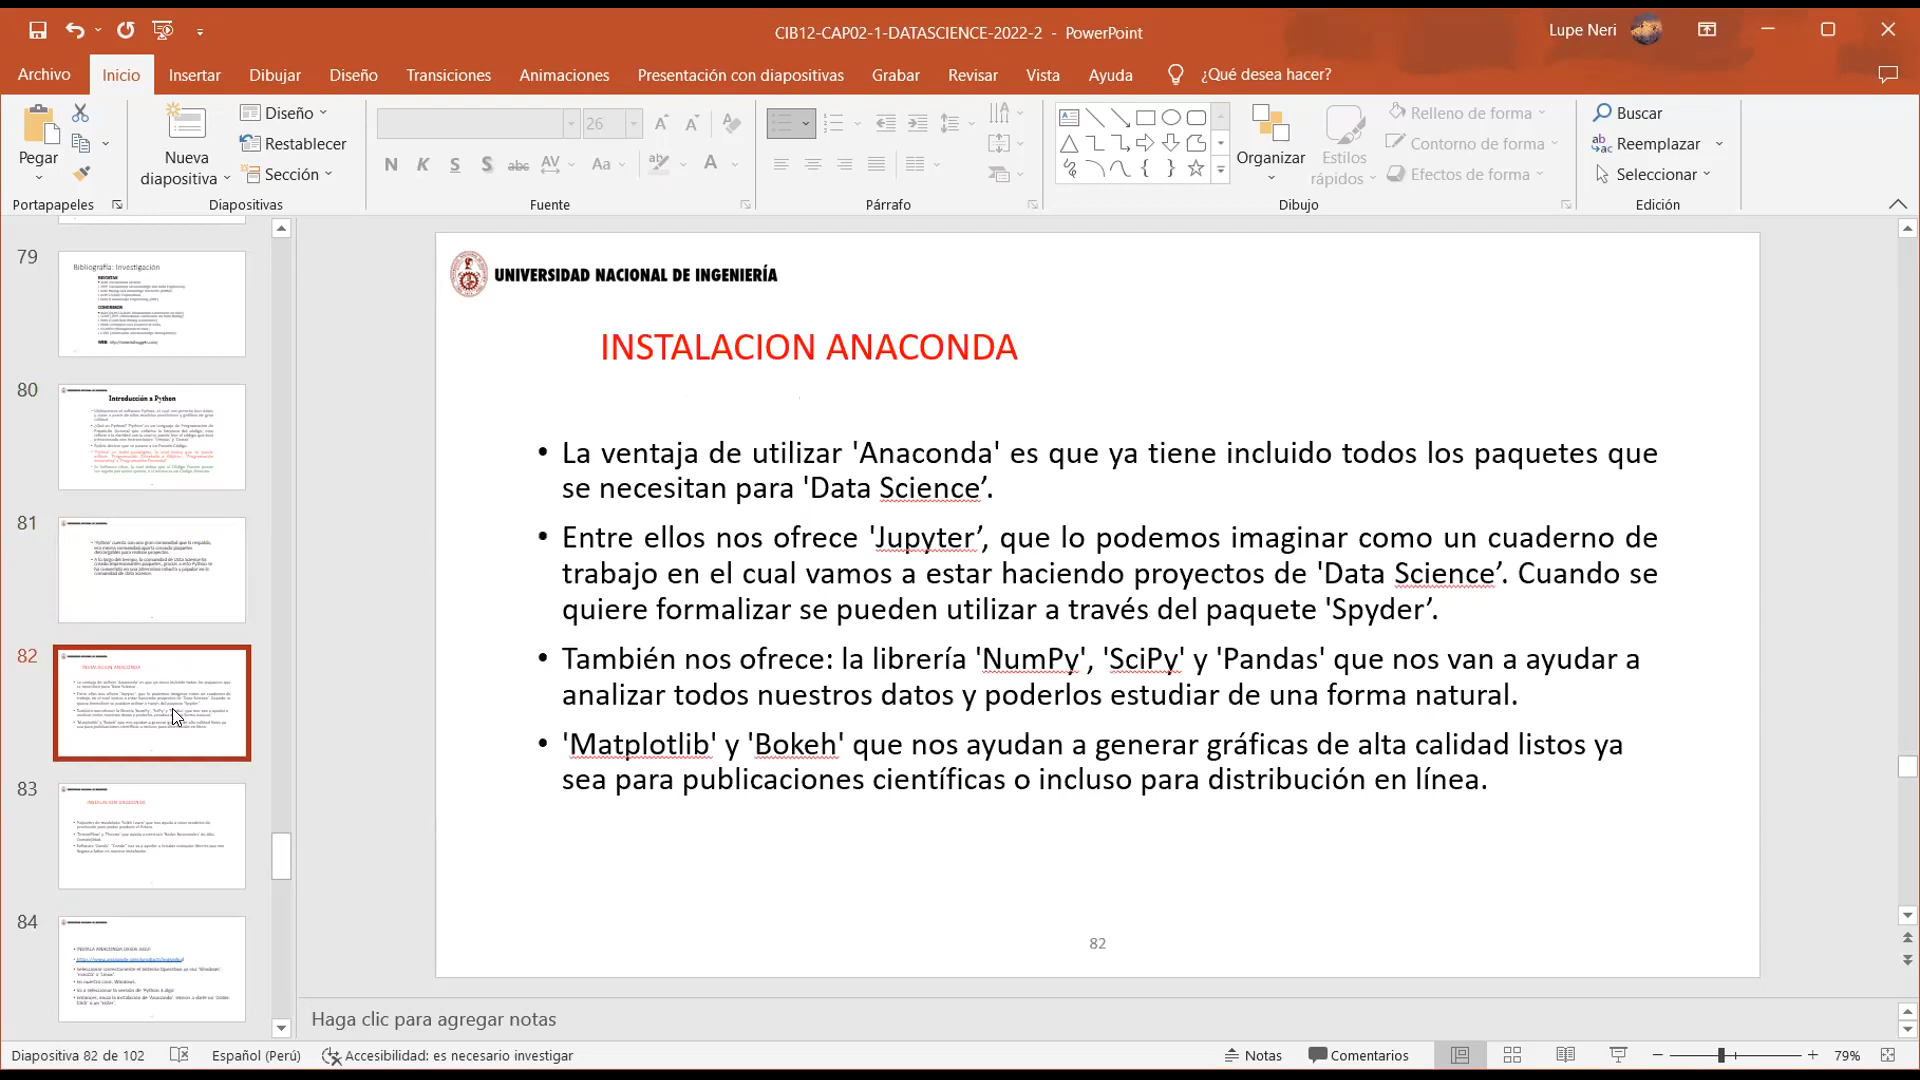 CIB12-CAP02-1-DATASCIENCE-2022-2 - PowerPoint
Lupe Neri
Archivo Inicio Insertar Dibujar Diseño Transiciones Animaciones Presentación con diapositivas Grabar Revisar Vista Ayuda ¿Qué desea hacer?
Pegar
Nueva diapositiva
Diseño
Restablecer
Sección
26
N K S S abc AV Aa A
Organizar
Estilos rápidos
Relleno de forma
Contorno de forma
Efectos de forma
Buscar
Reemplazar
Seleccionar
Portapapeles Diapositivas Fuente Párrafo Dibujo Edición
79
Bibliografía: Investigación
80
Introducción a Python
81
82
INSTALACION ANACONDA
83
INSTALACION ANACONDA
84
UNIVERSIDAD NACIONAL DE INGENIERÍA
INSTALACION ANACONDA
• La ventaja de utilizar 'Anaconda' es que ya tiene incluido todos los paquetes que
se necesitan para 'Data Science’.
• Entre ellos nos ofrece 'Jupyter’, que lo podemos imaginar como un cuaderno de
trabajo en el cual vamos a estar haciendo proyectos de 'Data Science’. Cuando se
quiere formalizar se pueden utilizar a través del paquete 'Spyder’.
• También nos ofrece: la librería 'NumPy', 'SciPy' y 'Pandas' que nos van a ayudar a
analizar todos nuestros datos y poderlos estudiar de una forma natural.
• 'Matplotlib' y 'Bokeh' que nos ayudan a generar gráficas de alta calidad listos ya
sea para publicaciones científicas o incluso para distribución en línea.
82
Haga clic para agregar notas
Diapositiva 82 de 102 Español (Perú) Accesibilidad: es necesario investigar Notas Comentarios 79%